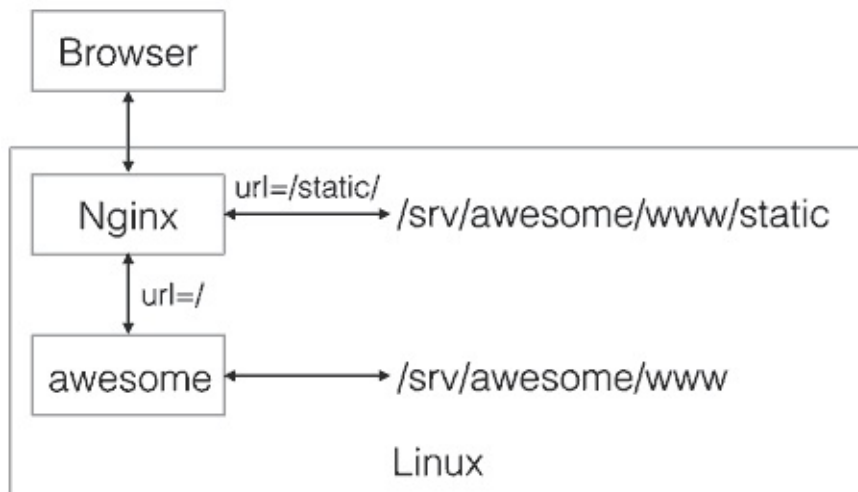 Browser
Nginx
url=/static/
/srv/awesome/www/static
url=/
awesome
/srv/awesome/www
Linux